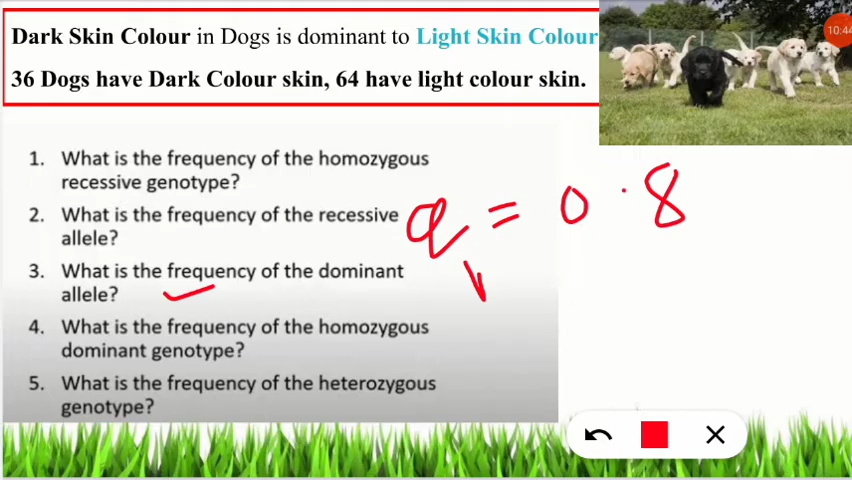 Dark Skin Colour in Dogs is dominant to Light Skin Colour
36 Dogs have Dark Colour skin, 64 have light colour skin.
10:44
1. What is the frequency of the homozygous
recessive genotype?
2. What is the frequency of the recessive
allele?
q = 0.8
3. What is the frequency of the dominant
allele?
4. What is the frequency of the homozygous
dominant genotype?
5. What is the frequency of the heterozygous
genotype?